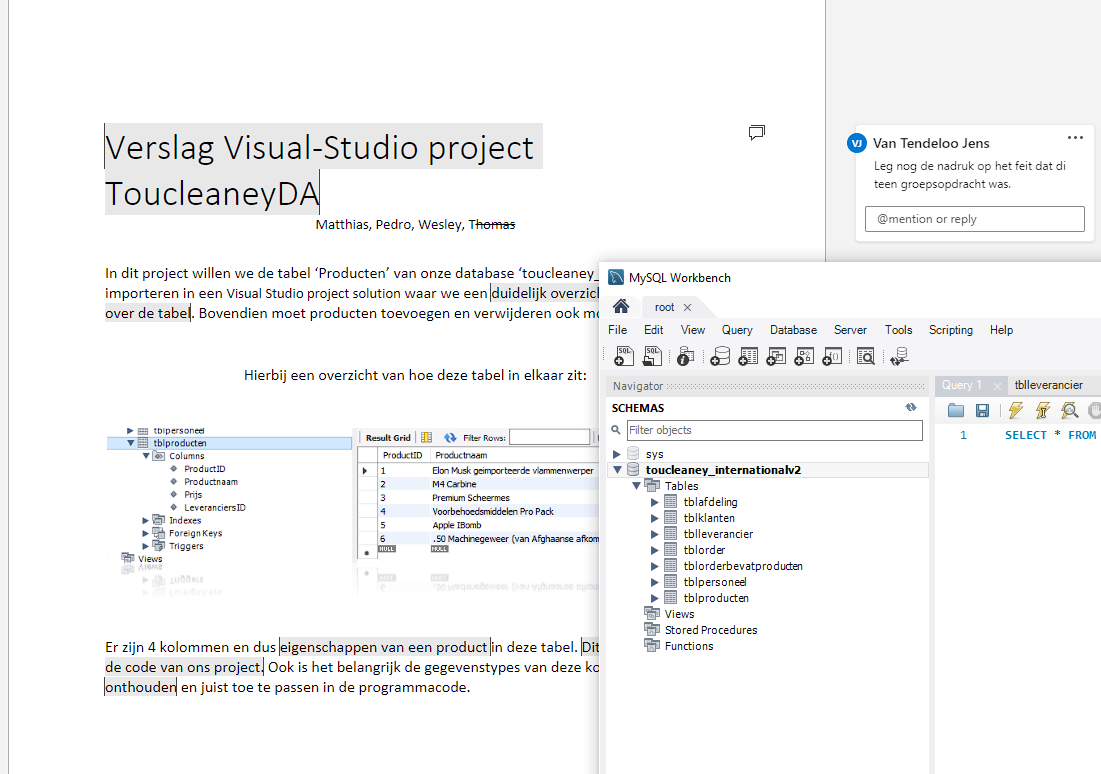 Verslag Visual-Studio project
ToucleaneyDA
Matthias, Pedro, Wesley, Thomas
In dit project willen we de tabel ‘Producten’ van onze database ‘toucleaney_
importeren in een Visual Studio project solution waar we een duidelijk overzich
over de tabel. Bovendien moet producten toevoegen en verwijderen ook mo
Hierbij een overzicht van hoe deze tabel in elkaar zit:
tblpersoneel
tblproducten
Columns
ProductID
Productnaam
Prijs
LeveranciersID
Indexes
Foreign Keys
Triggers
Views
Result Grid
Filter Rows:
ProductID Productnaam
1 Elon Musk geimporteerde vlammenwerper
2 M4 Carbine
3 Premium Scheermes
4 Voorbehoedsmiddelen Pro Pack
5 Apple IBomb
6 .50 Machinegeweer (van Afghaanse afkom
NULL NULL
Er zijn 4 kolommen en dus eigenschappen van een product in deze tabel. Dit
de code van ons project. Ook is het belangrijk de gegevenstypes van deze ko
onthouden en juist toe te passen in de programmacode.
VJ Van Tendeloo Jens
Leg nog de nadruk op het feit dat di
teen groepsopdracht was.
@mention or reply
MySQL Workbench
root
File Edit View Query Database Server Tools Scripting Help
Navigator
SCHEMAS
Filter objects
sys
toucleaney_internationalv2
Tables
tblafdeling
tblklanten
tblleverancier
tblorder
tblorderbevatproducten
tblpersoneel
tblproducten
Views
Stored Procedures
Functions
Query 1 tblleverancier
1 SELECT * FROM